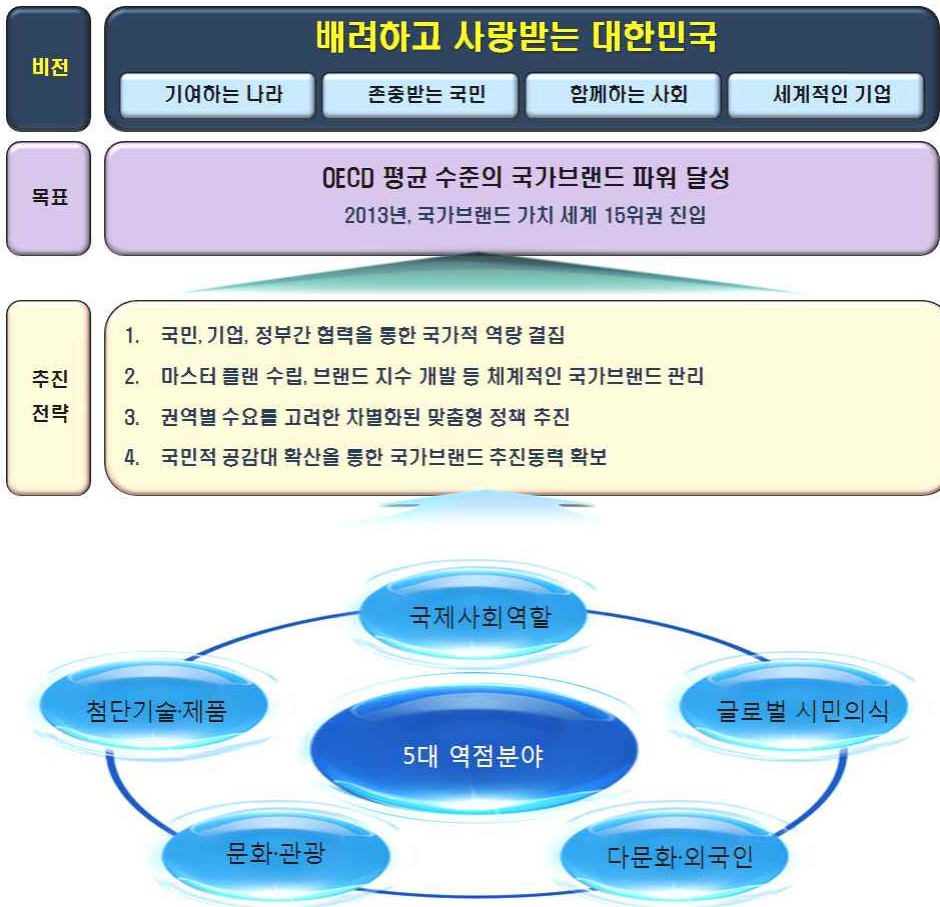 비전
배려하고 사랑받는 대한민국
기여하는 나라
존중받는 국민
함께하는 사회
세계적인 기업
목표
OECD 평균 수준의 국가브랜드 파워 달성
2013년, 국가브랜드 가치 세계 15위권 진입
추진
전략
1. 국민, 기업, 정부간 협력을 통한 국가적 역량 결집
2. 마스터 플랜 수립, 브랜드 지수 개발 등 체계적인 국가브랜드 관리
3. 권역별 수요를 고려한 차별화된 맞춤형 정책 추진
4. 국민적 공감대 확산을 통한 국가브랜드 추진동력 확보
국제사회역할
첨단기술·제품
글로벌 시민의식
5대 역점분야
문화·관광
다문화·외국인